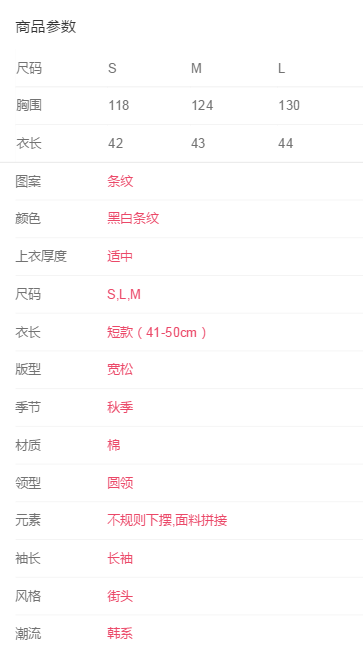 商品参数
尺码 S M L
胸围 118 124 130
衣长 42 43 44
图案 条纹
颜色 黑白条纹
上衣厚度 适中
尺码 S,L,M
衣长 短款（41-50cm）
版型 宽松
季节 秋季
材质 棉
领型 圆领
元素 不规则下摆,面料拼接
袖长 长袖
风格 街头
潮流 韩系